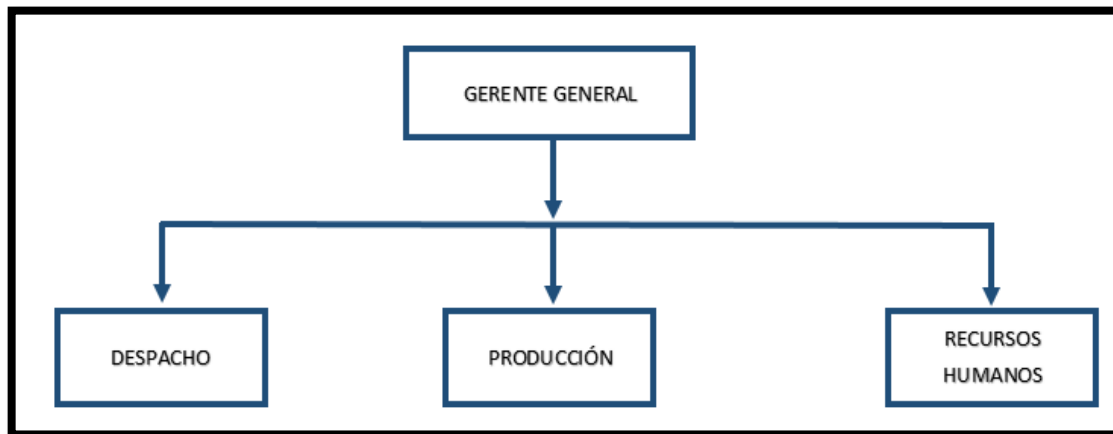 GERENTE GENERAL
DESPACHO
PRODUCCIÓN
RECURSOS
HUMANOS